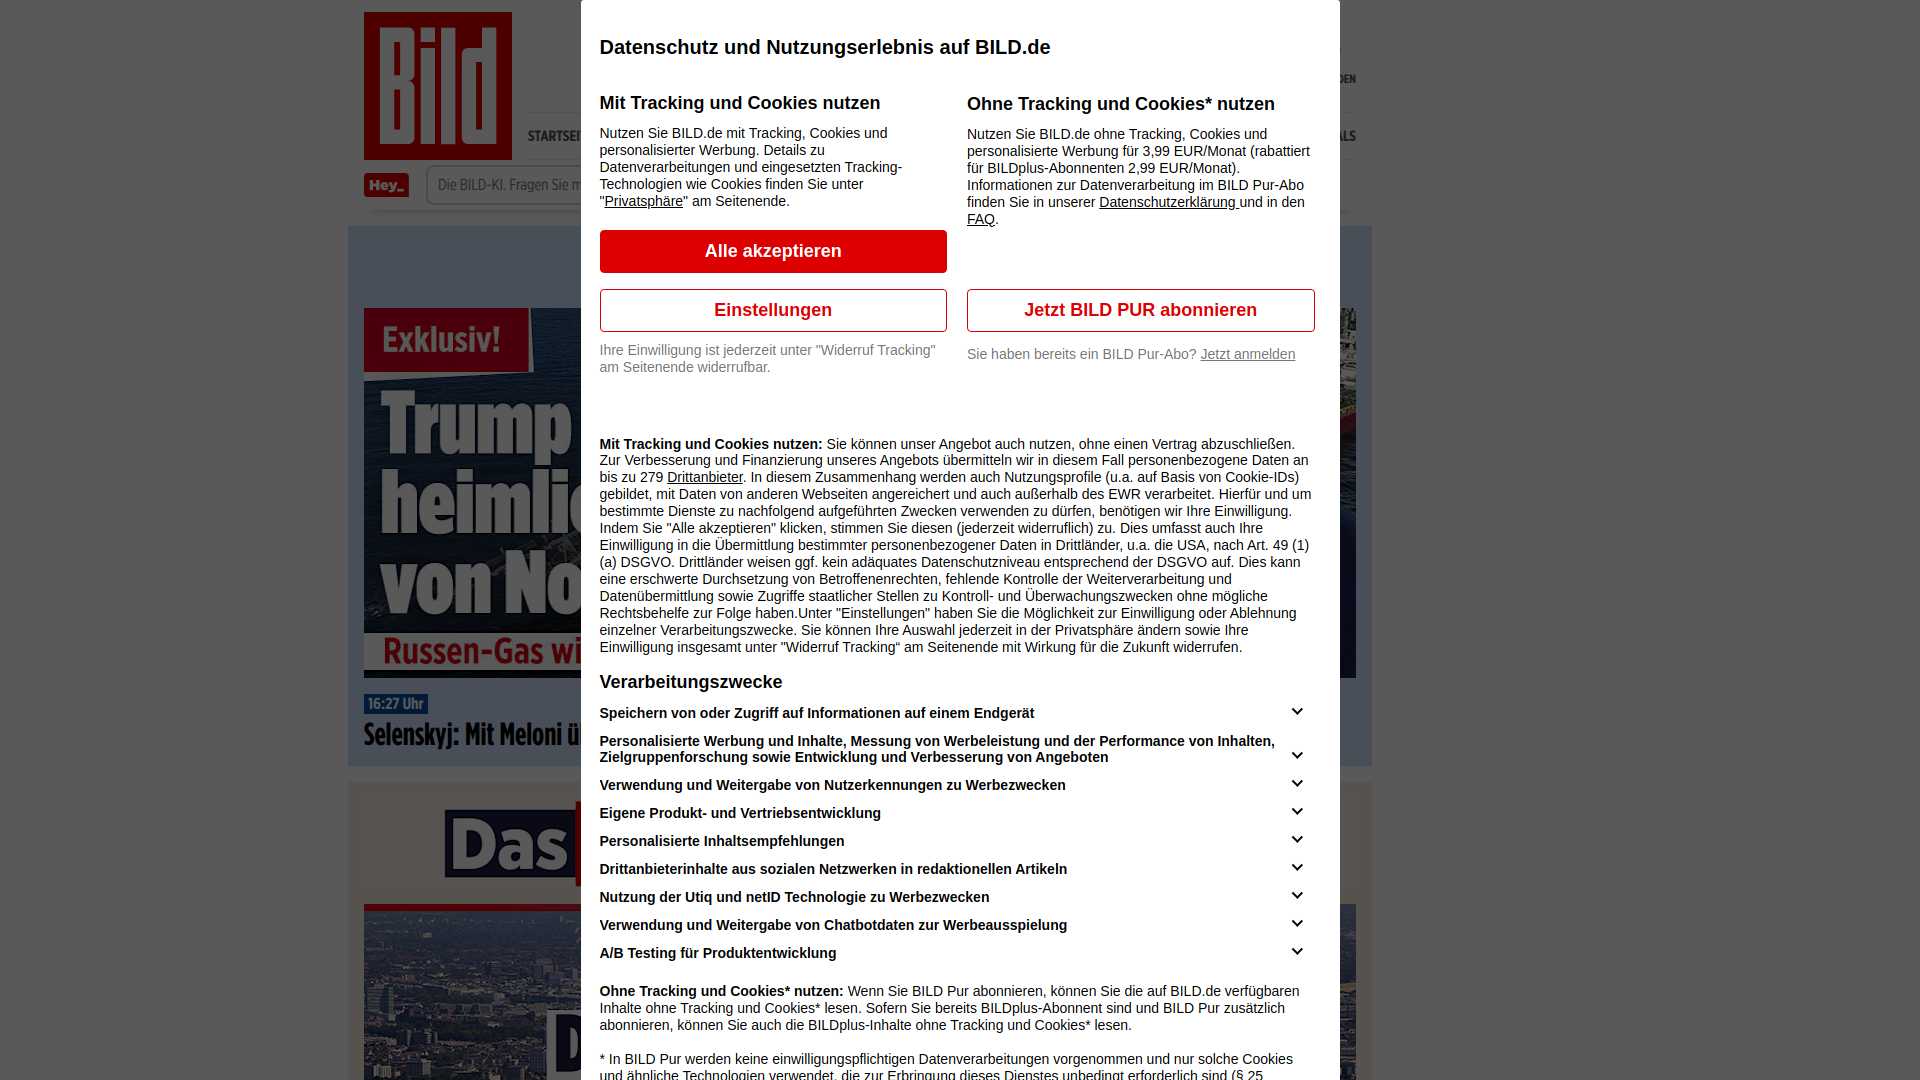 Bild
DEN
STARTSEI
ALS
Hey_
Die BILD-KI. Fragen Sie m
Exklusiv!
Trump
heimlic
von No
Russen-Gas wi
16:27 Uhr
Selenskyj: Mit Meloni ü
Das
D
Datenschutz und Nutzungserlebnis auf BILD.de
Mit Tracking und Cookies nutzen
Nutzen Sie BILD.de mit Tracking, Cookies und
personalisierter Werbung. Details zu
Datenverarbeitungen und eingesetzten Tracking-
Technologien wie Cookies finden Sie unter
"Privatsphäre" am Seitenende.
Alle akzeptieren
Einstellungen
Ihre Einwilligung ist jederzeit unter "Widerruf Tracking"
am Seitenende widerrufbar.
Ohne Tracking und Cookies* nutzen
Nutzen Sie BILD.de ohne Tracking, Cookies und
personalisierte Werbung für 3,99 EUR/Monat (rabattiert
für BILDplus-Abonnenten 2,99 EUR/Monat).
Informationen zur Datenverarbeitung im BILD Pur-Abo
finden Sie in unserer Datenschutzerklärung und in den
FAQ.
Jetzt BILD PUR abonnieren
Sie haben bereits ein BILD Pur-Abo? Jetzt anmelden
Mit Tracking und Cookies nutzen: Sie können unser Angebot auch nutzen, ohne einen Vertrag abzuschließen.
Zur Verbesserung und Finanzierung unseres Angebots übermitteln wir in diesem Fall personenbezogene Daten an
bis zu 279 Drittanbieter. In diesem Zusammenhang werden auch Nutzungsprofile (u.a. auf Basis von Cookie-IDs)
gebildet, mit Daten von anderen Webseiten angereichert und auch außerhalb des EWR verarbeitet. Hierfür und um
bestimmte Dienste zu nachfolgend aufgeführten Zwecken verwenden zu dürfen, benötigen wir Ihre Einwilligung.
Indem Sie "Alle akzeptieren" klicken, stimmen Sie diesen (jederzeit widerruflich) zu. Dies umfasst auch Ihre
Einwilligung in die Übermittlung bestimmter personenbezogener Daten in Drittländer, u.a. die USA, nach Art. 49 (1)
(a) DSGVO. Drittländer weisen ggf. kein adäquates Datenschutzniveau entsprechend der DSGVO auf. Dies kann
eine erschwerte Durchsetzung von Betroffenenrechten, fehlende Kontrolle der Weiterverarbeitung und
Datenübermittlung sowie Zugriffe staatlicher Stellen zu Kontroll- und Überwachungszwecken ohne mögliche
Rechtsbehelfe zur Folge haben.Unter "Einstellungen" haben Sie die Möglichkeit zur Einwilligung oder Ablehnung
einzelner Verarbeitungszwecke. Sie können Ihre Auswahl jederzeit in der Privatsphäre ändern sowie Ihre
Einwilligung insgesamt unter "Widerruf Tracking“ am Seitenende mit Wirkung für die Zukunft widerrufen.
Verarbeitungszwecke
Speichern von oder Zugriff auf Informationen auf einem Endgerät
Personalisierte Werbung und Inhalte, Messung von Werbeleistung und der Performance von Inhalten,
Zielgruppenforschung sowie Entwicklung und Verbesserung von Angeboten
Verwendung und Weitergabe von Nutzerkennungen zu Werbezwecken
Eigene Produkt- und Vertriebsentwicklung
Personalisierte Inhaltsempfehlungen
Drittanbieterinhalte aus sozialen Netzwerken in redaktionellen Artikeln
Nutzung der Utiq und netID Technologie zu Werbezwecken
Verwendung und Weitergabe von Chatbotdaten zur Werbeausspielung
A/B Testing für Produktentwicklung
Ohne Tracking und Cookies* nutzen: Wenn Sie BILD Pur abonnieren, können Sie die auf BILD.de verfügbaren
Inhalte ohne Tracking und Cookies* lesen. Sofern Sie bereits BILDplus-Abonnent sind und BILD Pur zusätzlich
abonnieren, können Sie auch die BILDplus-Inhalte ohne Tracking und Cookies* lesen.
* In BILD Pur werden keine einwilligungspflichtigen Datenverarbeitungen vorgenommen und nur solche Cookies
und ähnliche Technologien verwendet, die zur Erbringung dieses Dienstes unbedingt erforderlich sind (§ 25